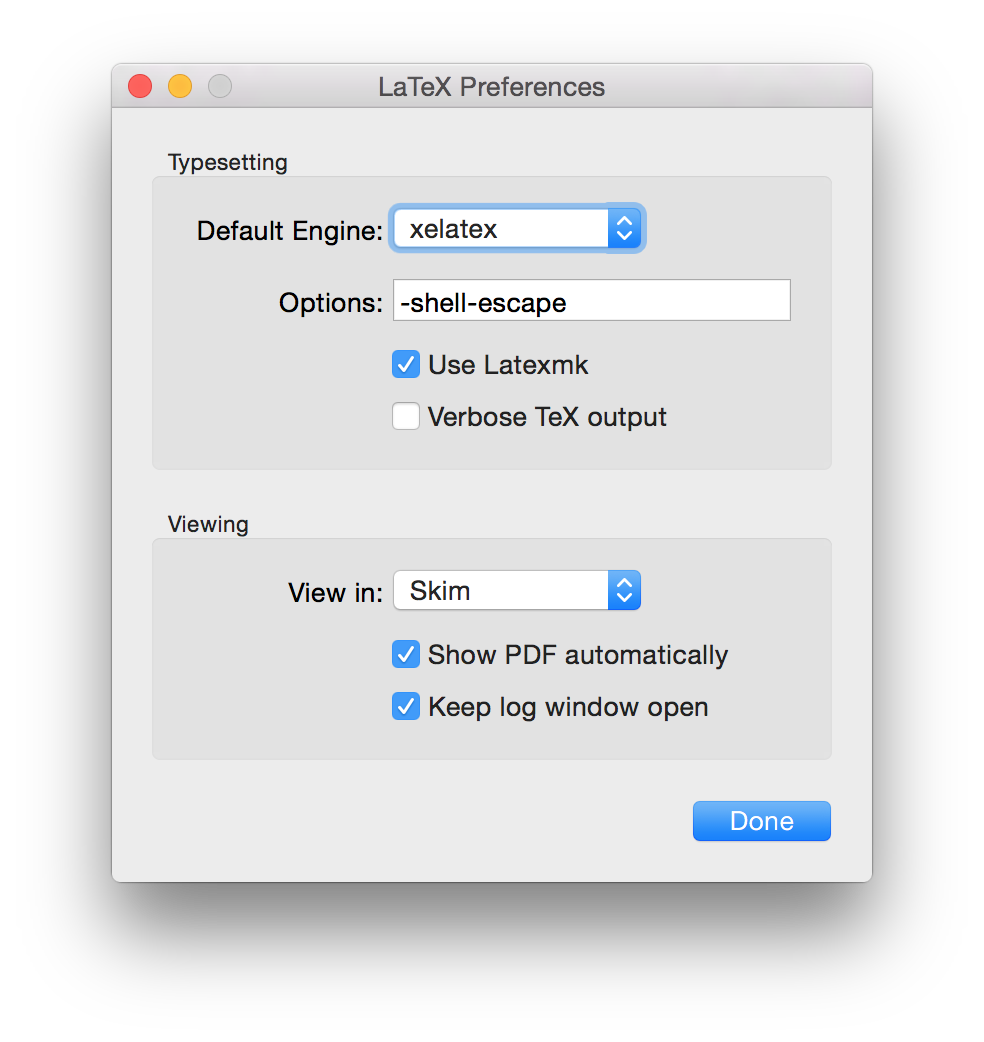 LaTeX Preferences
Typesetting
Default Engine: xelatex
Options: -shell-escape
Use Latexmk
Verbose TeX output
Viewing
View in: Skim
Show PDF automatically
Keep log window open
Done